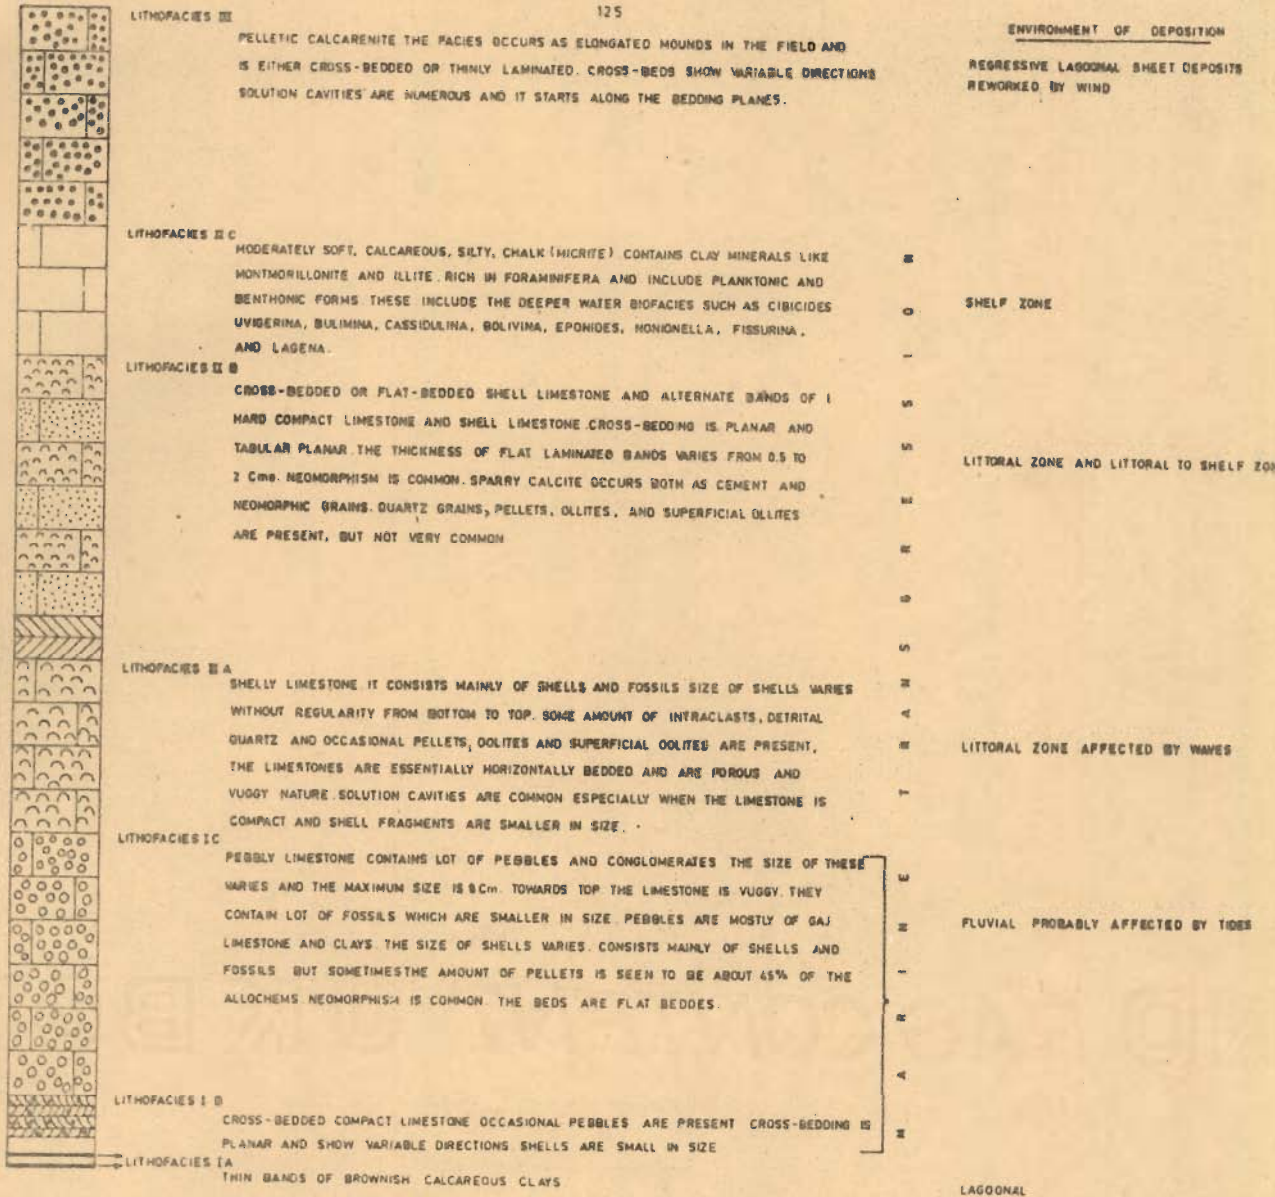 125
LITHOFACIES III
PELLETIC CALCARENITE THE FACIES OCCURS AS ELONGATED MOUNDS IN THE FIELD AND
IS EITHER CROSS-BEDDED OR THINLY LAMINATED. CROSS-BEDS SHOW VARIABLE DIRECTIONS
SOLUTION CAVITIES ARE NUMEROUS AND IT STARTS ALONG THE BEDDING PLANES.
ENVIRONMENT OF DEPOSITION
REGRESSIVE LAGOONAL SHEET DEPOSITS
REWORKED BY WIND
LITHOFACIES II C
MODERATELY SOFT, CALCAREOUS, SILTY, CHALK (MICRITE) CONTAINS CLAY MINERALS LIKE
MONTMORILLONITE AND ILLITE. RICH IN FORAMINIFERA AND INCLUDE PLANKTONIC AND
BENTHONIC FORMS. THESE INCLUDE THE DEEPER WATER BIOFACIES SUCH AS CIBICIDES
UVIGERINA, BULIMINA, CASSIDULINA, BOLIVINA, EPONIDES, NONIONELLA, FISSURINA,
AND LAGENA.
SHELF ZONE
LITHOFACIES II B
CROSS-BEDDED OR FLAT-BEDDED SHELL LIMESTONE AND ALTERNATE BANDS OF I
HARD COMPACT LIMESTONE AND SHELL LIMESTONE.CROSS-BEDDING IS PLANAR AND
TABULAR PLANAR. THE THICKNESS OF FLAT LAMINATED BANDS VARIES FROM 0.5 TO
2 Cms. NEOMORPHISM IS COMMON. SPARRY CALCITE OCCURS BOTH AS CEMENT AND
NEOMORPHIC GRAINS. QUARTZ GRAINS, PELLETS, OLLITES, AND SUPERFICIAL OLLITES
ARE PRESENT, BUT NOT VERY COMMON
LITTORAL ZONE AND LITTORAL TO SHELF ZON
LITHOFACIES II A
SHELLY LIMESTONE IT CONSISTS MAINLY OF SHELLS AND FOSSILS SIZE OF SHELLS VARIES
WITHOUT REGULARITY FROM BOTTOM TO TOP. SOME AMOUNT OF INTRACLASTS, DETRITAL
QUARTZ AND OCCASIONAL PELLETS, OOLITES AND SUPERFICIAL OOLITES ARE PRESENT,
THE LIMESTONES ARE ESSENTIALLY HORIZONTALLY BEDDED AND ARE POROUS AND
VUGGY NATURE. SOLUTION CAVITIES ARE COMMON ESPECIALLY WHEN THE LIMESTONE IS
COMPACT AND SHELL FRAGMENTS ARE SMALLER IN SIZE.
LITTORAL ZONE AFFECTED BY WAVES
LITHOFACIES I C
PEBBLY LIMESTONE CONTAINS LOT OF PEBBLES AND CONGLOMERATES THE SIZE OF THESE
VARIES AND THE MAXIMUM SIZE IS 8 Cm. TOWARDS TOP THE LIMESTONE IS VUGGY. THEY
CONTAIN LOT OF FOSSILS WHICH ARE SMALLER IN SIZE. PEBBLES ARE MOSTLY OF GAJ
LIMESTONE AND CLAYS. THE SIZE OF SHELLS VARIES. CONSISTS MAINLY OF SHELLS AND
FOSSILS BUT SOMETIMESTHE AMOUNT OF PELLETS IS SEEN TO BE ABOUT 45% OF THE
ALLOCHEMS. NEOMORPHISM IS COMMON. THE BEDS ARE FLAT BEDDES.
FLUVIAL PROBABLY AFFECTED BY TIDES
LITHOFACIES I B
CROSS-BEDDED COMPACT LIMESTONE OCCASIONAL PEBBLES ARE PRESENT CROSS-BEDDING IS
PLANAR AND SHOW VARIABLE DIRECTIONS SHELLS ARE SMALL IN SIZE
LITHOFACIES I A
THIN BANDS OF BROWNISH CALCAREOUS CLAYS
LAGOONAL
MARINE TRANSGRESSION